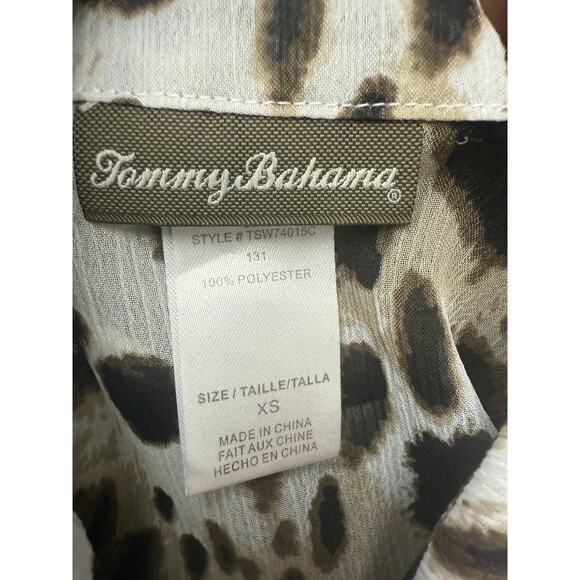 Tommy Bahama®
STYLE # TSW74015C
131
100% POLYESTER
SIZE / TAILLE/TALLA
XS
MADE IN CHINA
FAIT AUX CHINE
HECHO EN CHINA